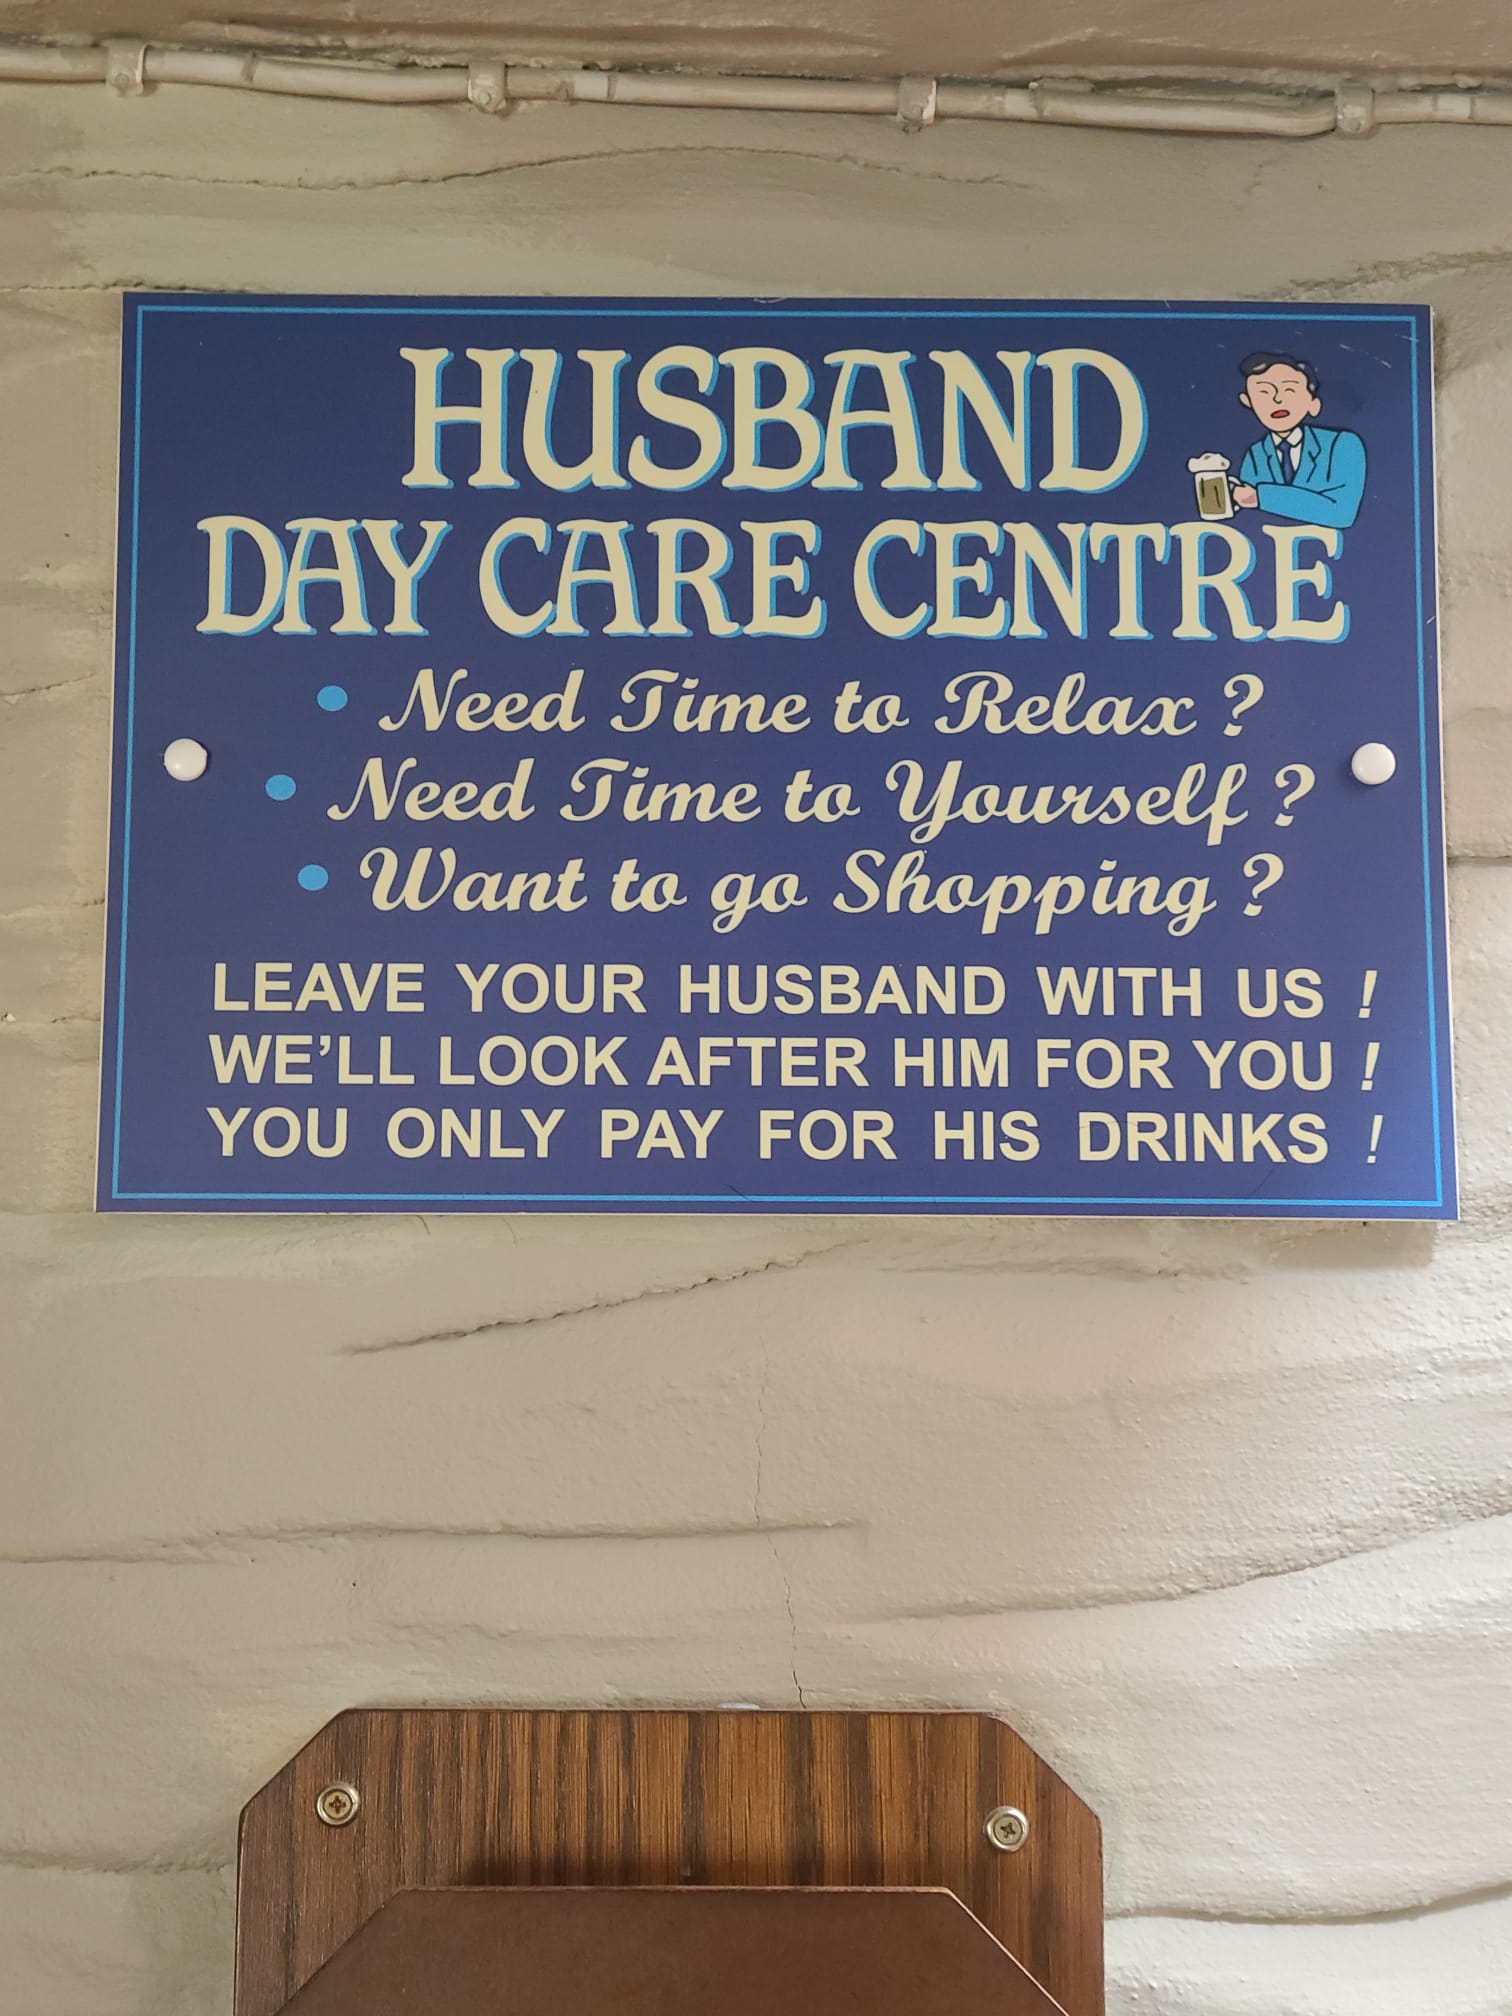 HUSBAND
DAY CARE CENTRE
• Need Time to Relax ?
• Need Time to Yourself ?
• Want to go Shopping ?
LEAVE YOUR HUSBAND WITH US !
WE'LL LOOK AFTER HIM FOR YOU !
YOU ONLY PAY FOR HIS DRINKS !